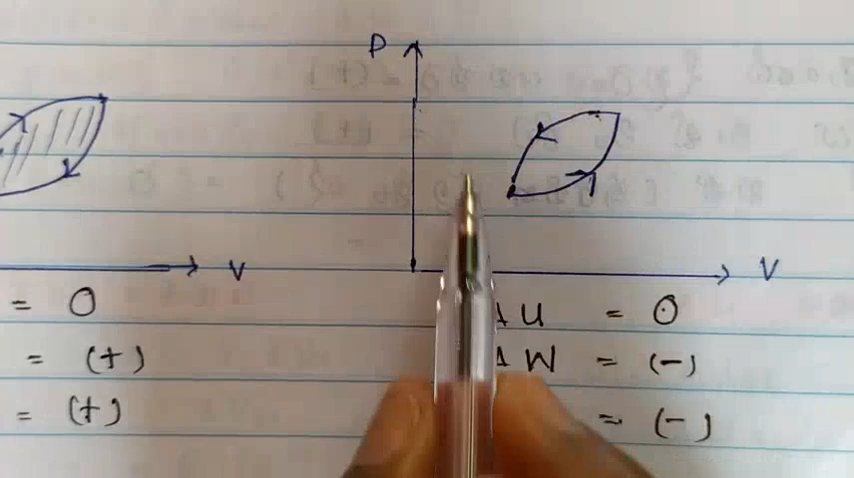 P
V
V
= 0
ΔU = 0
= (+)
ΔW = (-)
= (+)
= (-)